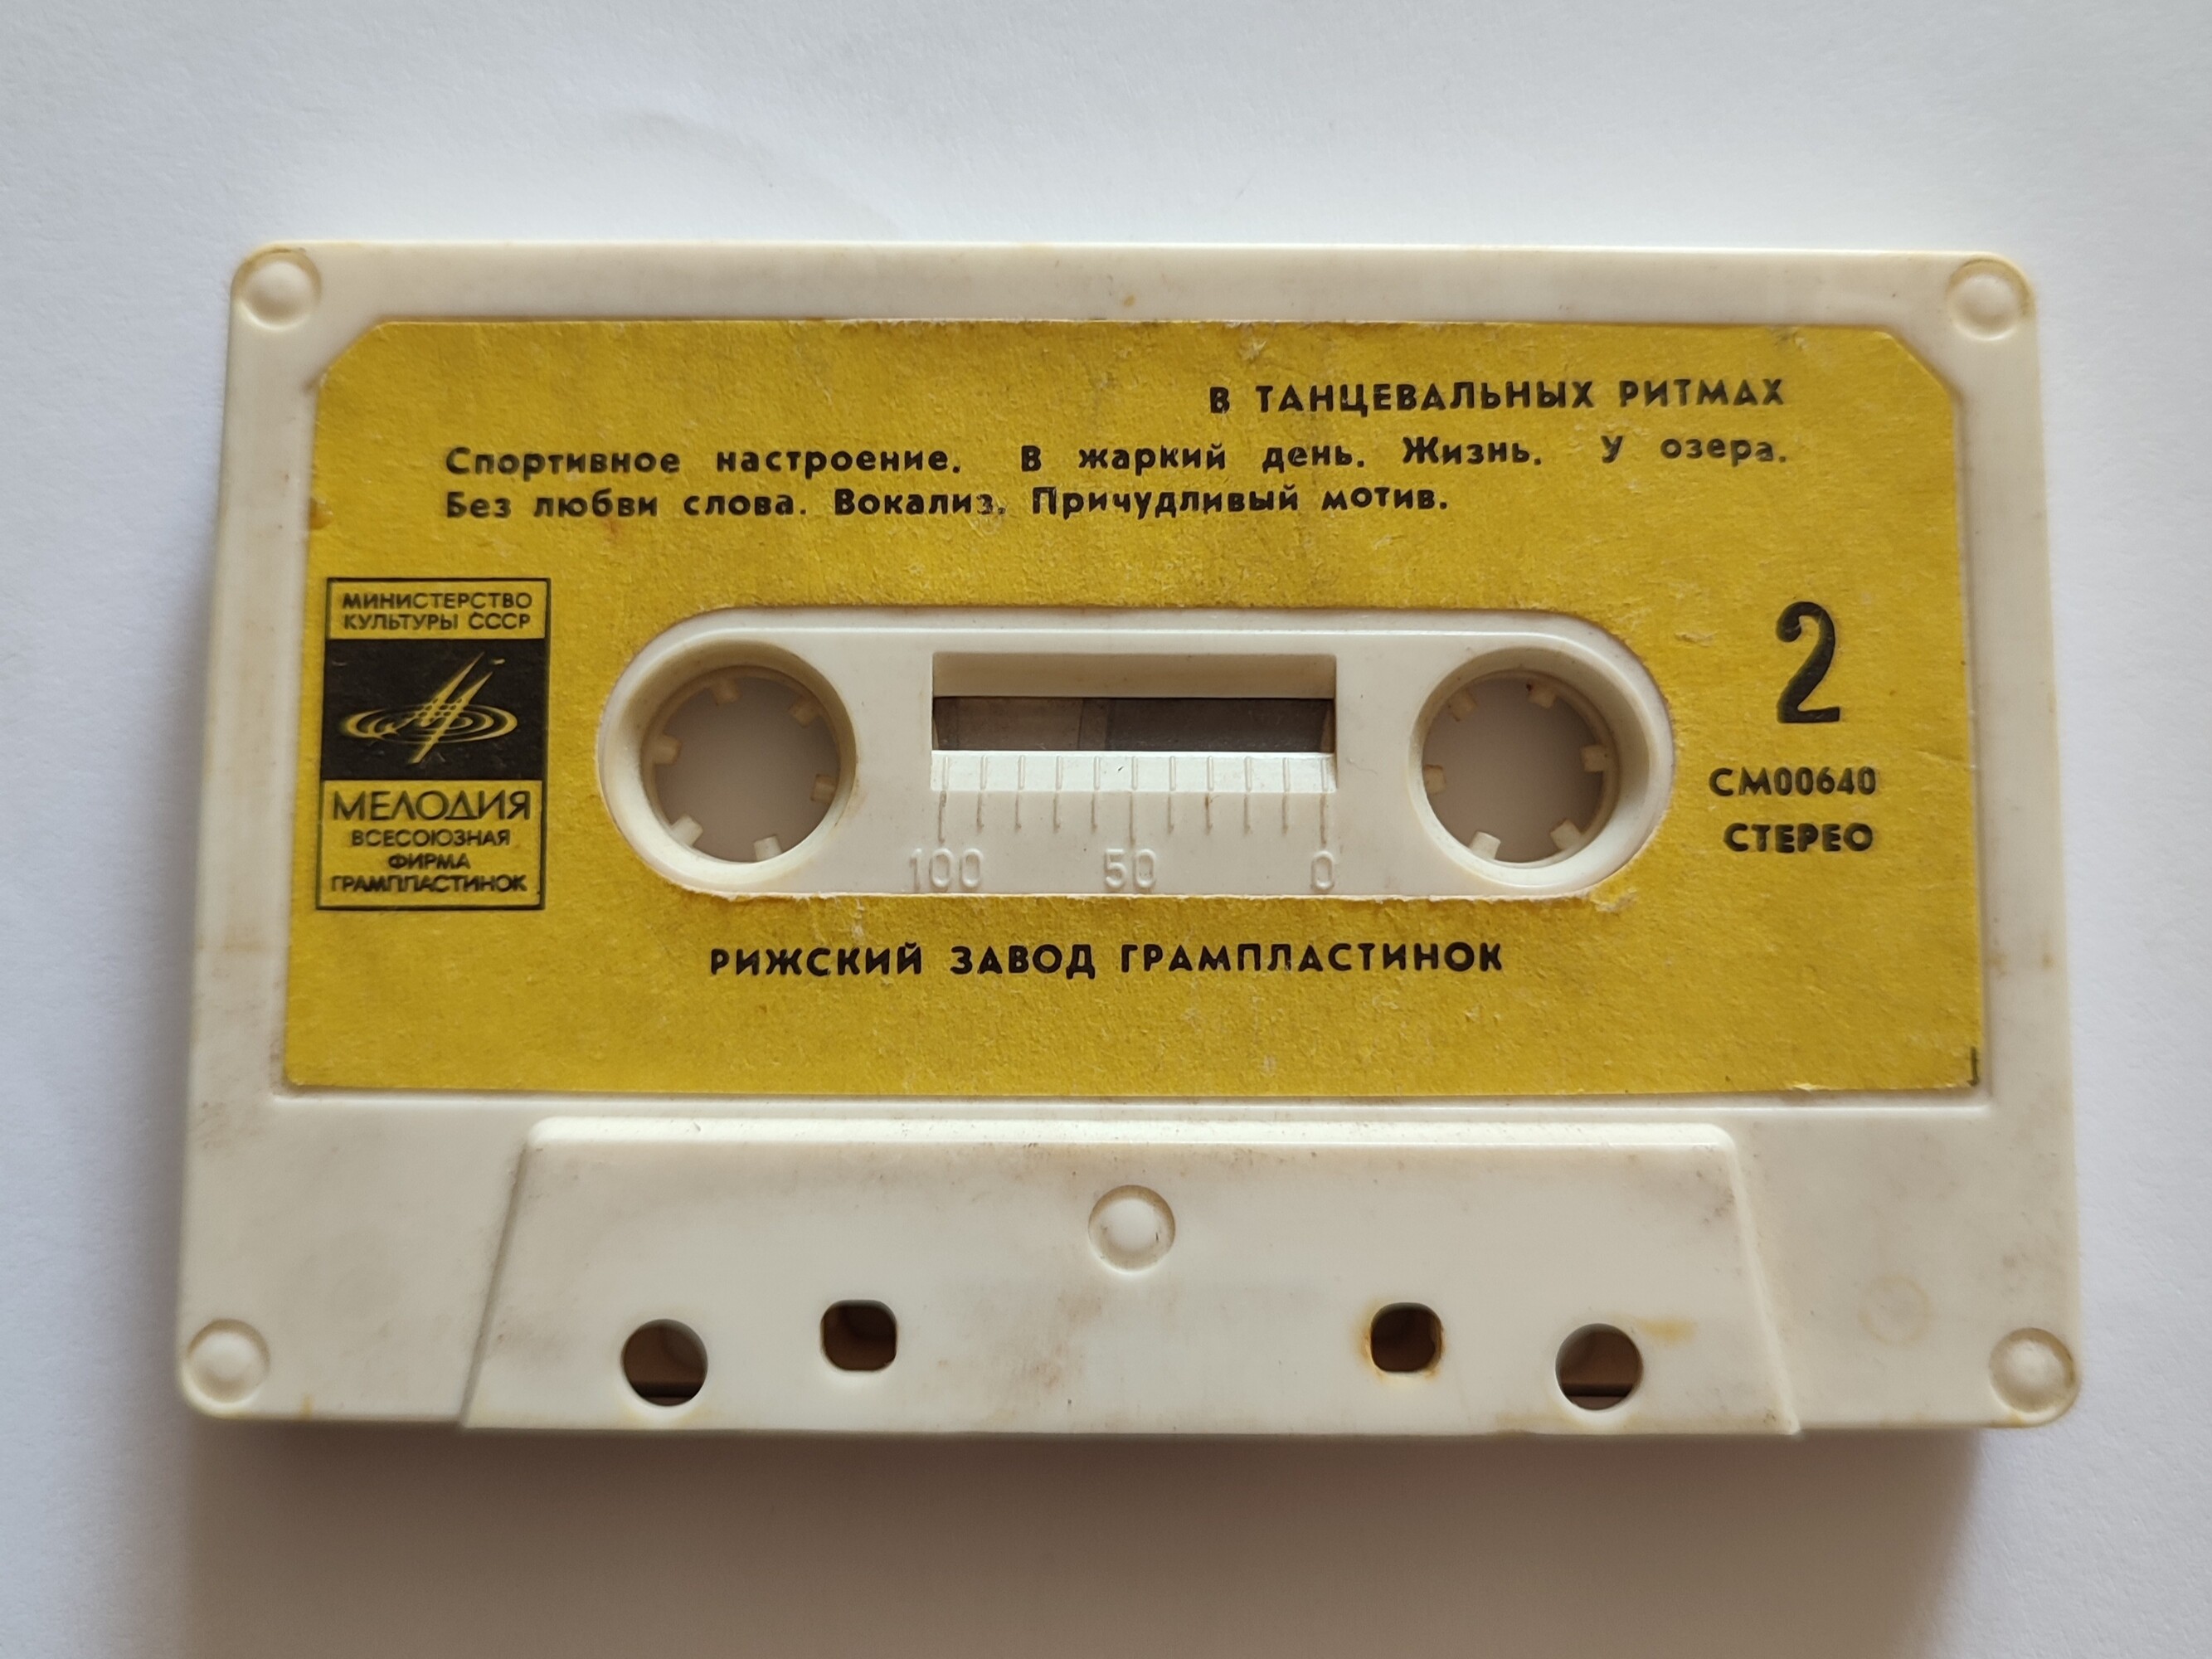 В ТАНЦЕВАЛЬНЫХ РИТМАХ
Спортивное настроение. В жаркий день. Жизнь. У озера.
Без любви слова. Вокализ. Причудливый мотив.
МИНИСТЕРСТВО
КУЛЬТУРЫ СССР
МЕЛОДИЯ
ВСЕСОЮЗНАЯ
ФИРМА
ГРАМПЛАСТИНОК
2
СМ00640
СТЕРЕО
100 50 0
РИЖСКИЙ ЗАВОД ГРАМПЛАСТИНОК